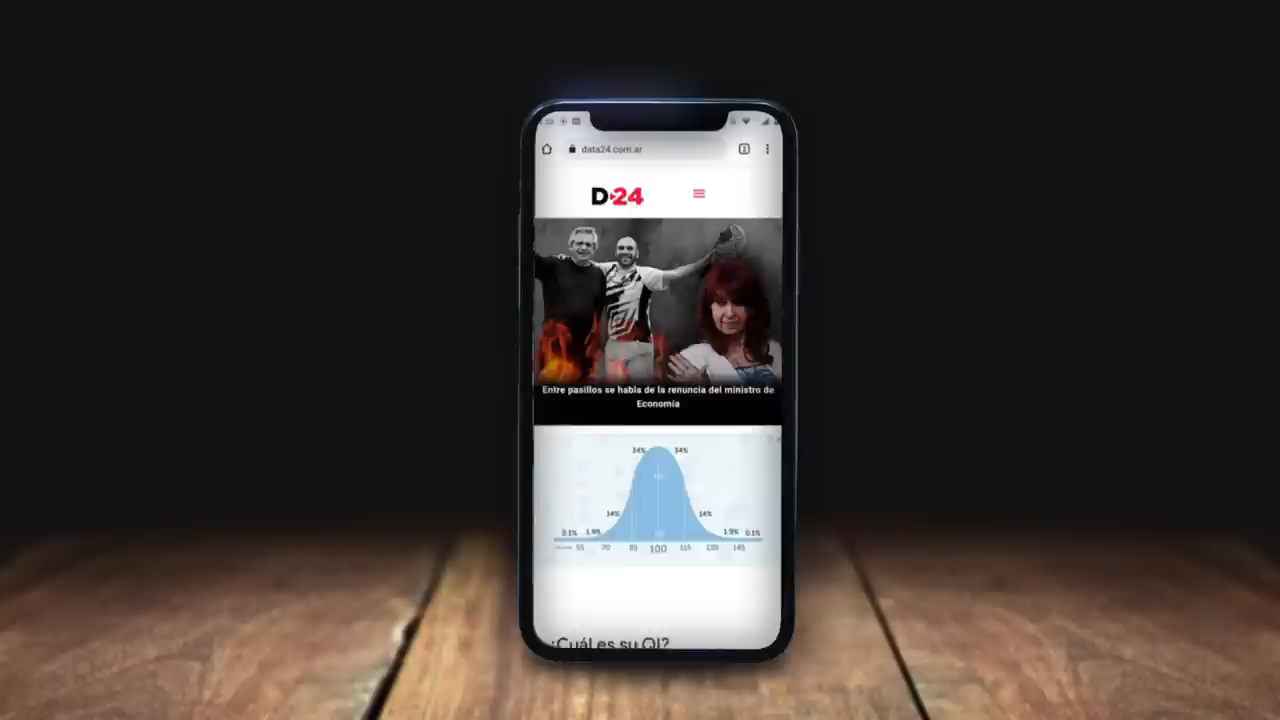 data24.com.ar
D24
Entre pasillos se habla de la renuncia del ministro de
Economía
34% 34%
14% 14%
0.1% 1.9% 1.9% 0.1%
55 70 85 100 115 130 145
¿Cuál es su QI?